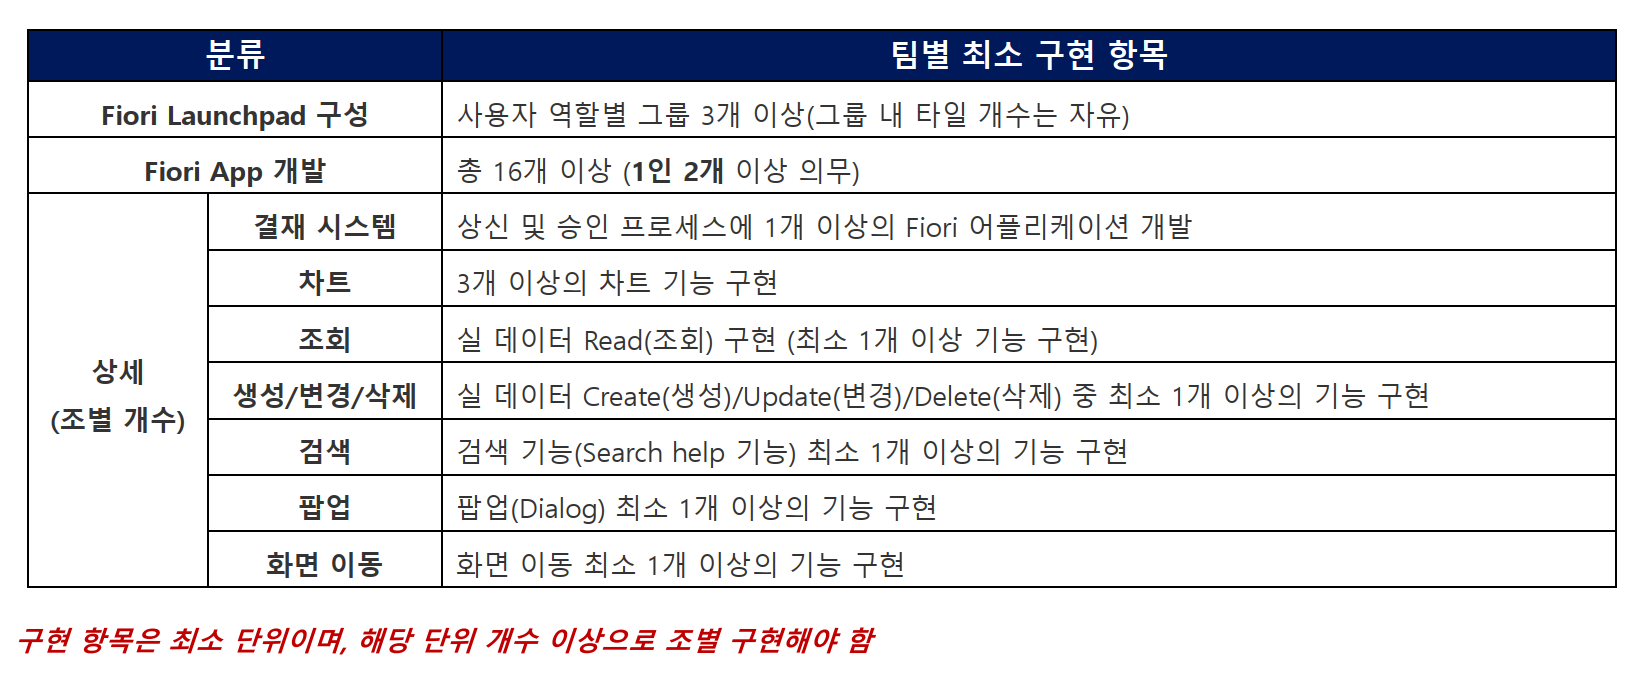 분류 팀별 최소 구현 항목
Fiori Launchpad 구성 사용자 역할별 그룹 3개 이상(그룹 내 타일 개수는 자유)
Fiori App 개발 총 16개 이상 (1인 2개 이상 의무)
상세
(조별 개수)
결재 시스템 상신 및 승인 프로세스에 1개 이상의 Fiori 어플리케이션 개발
차트 3개 이상의 차트 기능 구현
조회 실 데이터 Read(조회) 구현 (최소 1개 이상 기능 구현)
생성/변경/삭제 실 데이터 Create(생성)/Update(변경)/Delete(삭제) 중 최소 1개 이상의 기능 구현
검색 검색 기능(Search help 기능) 최소 1개 이상의 기능 구현
팝업 팝업(Dialog) 최소 1개 이상의 기능 구현
화면 이동 화면 이동 최소 1개 이상의 기능 구현
구현 항목은 최소 단위이며, 해당 단위 개수 이상으로 조별 구현해야 함